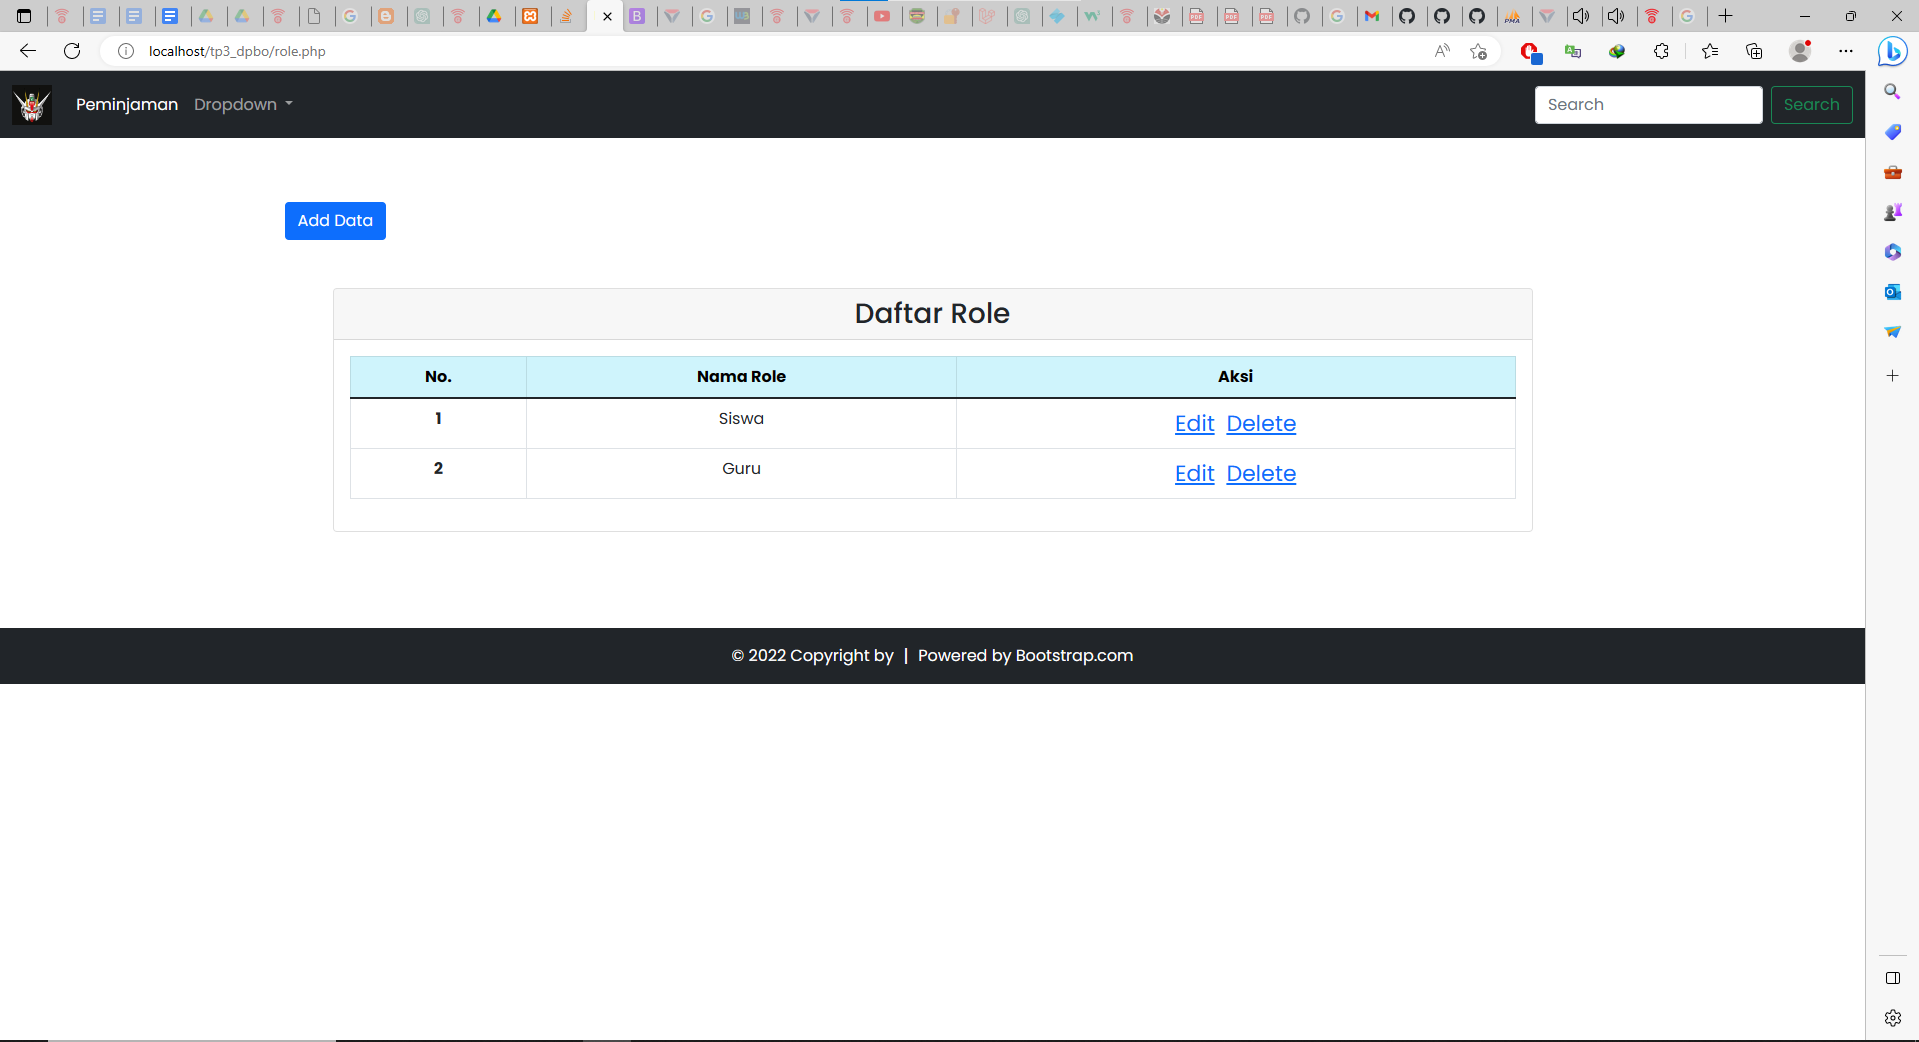 localhost/tp3_dpbo/role.php
Peminjaman Dropdown Search Search
Add Data
Daftar Role
No. Nama Role Aksi
1 Siswa Edit Delete
2 Guru Edit Delete
© 2022 Copyright by | Powered by Bootstrap.com